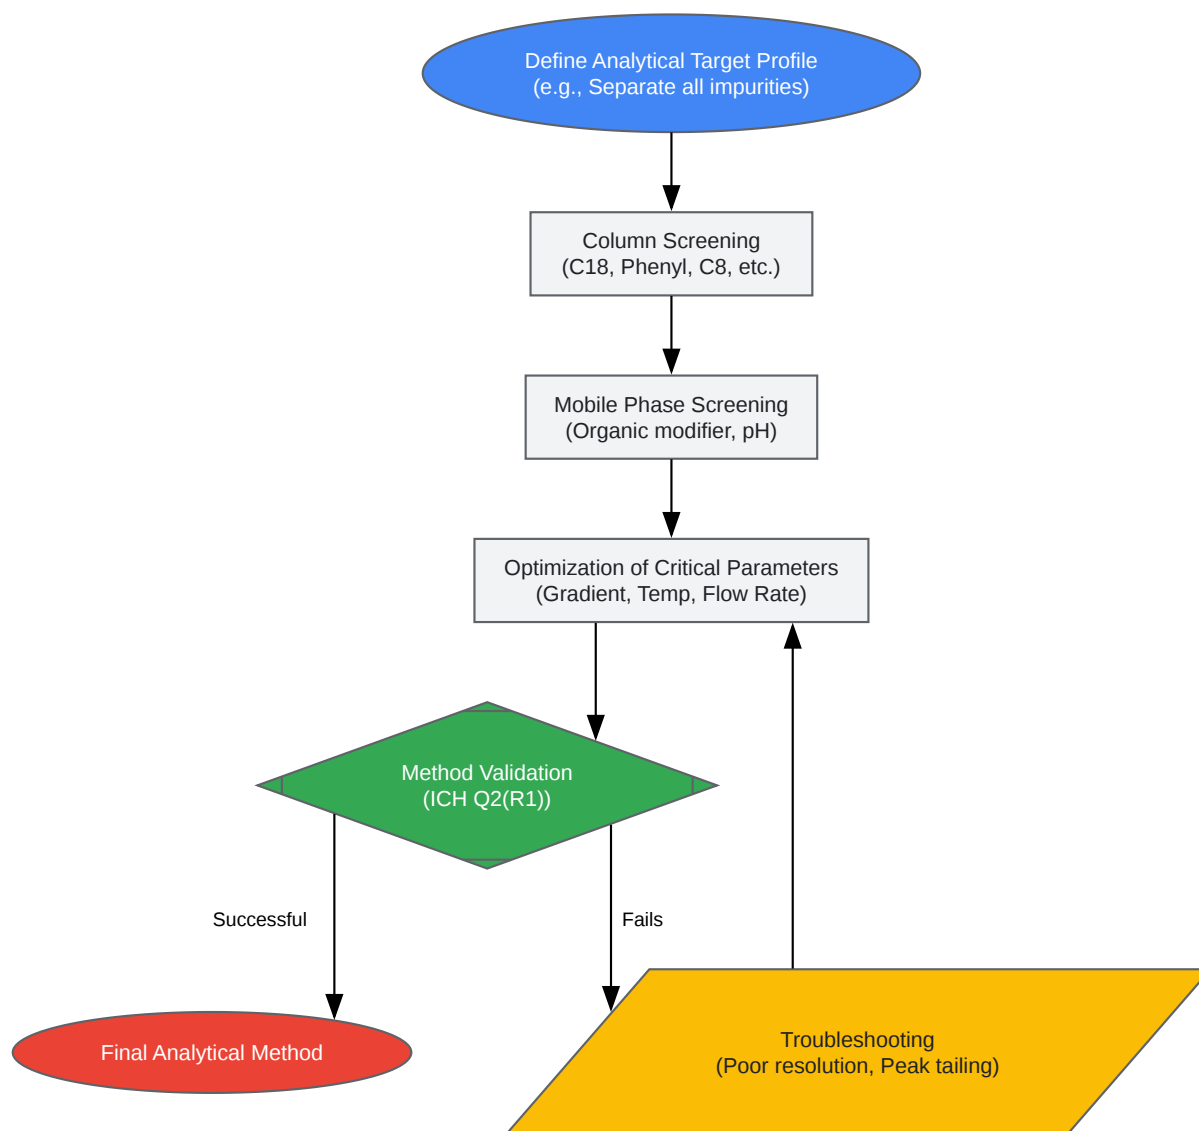 Define Analytical Target Profile
(e.g., Separate all impurities)
Column Screening
(C18, Phenyl, C8, etc.)
Mobile Phase Screening
(Organic modifier, pH)
Optimization of Critical Parameters
(Gradient, Temp, Flow Rate)
Method Validation
(ICH Q2(R1))
Successful
Fails
Final Analytical Method
Troubleshooting
(Poor resolution, Peak tailing)